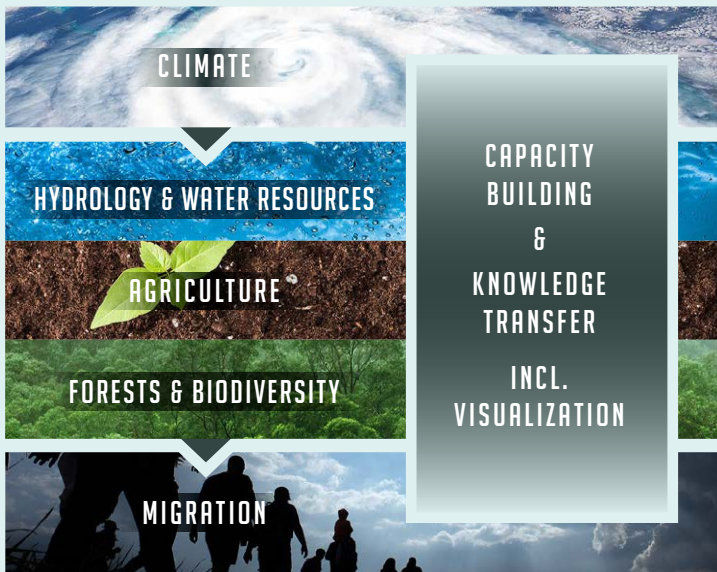 CLIMATE
HYDROLOGY & WATER RESOURCES
AGRICULTURE
FORESTS & BIODIVERSITY
MIGRATION
CAPACITY
BUILDING
&
KNOWLEDGE
TRANSFER
INCL.
VISUALIZATION